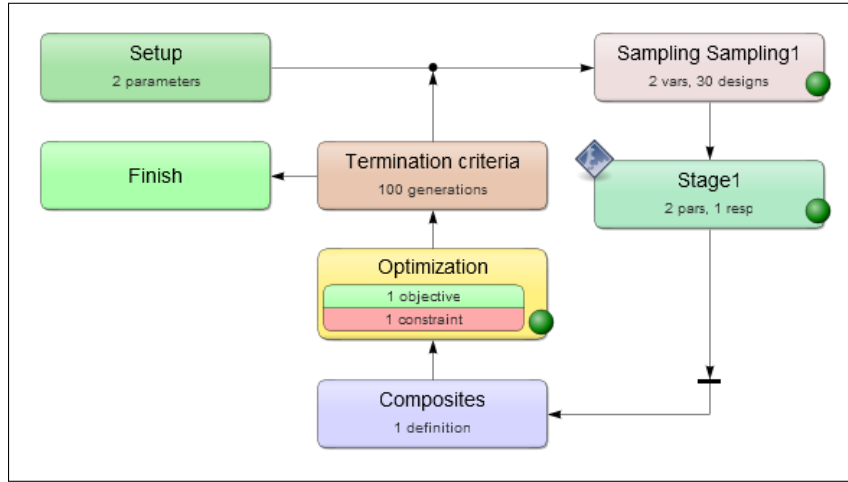 Setup
2 parameters
Sampling Sampling1
2 vars, 30 designs
Finish
Termination criteria
100 generations
Stage1
2 pars, 1 resp
Optimization
1 objective
1 constraint
Composites
1 definition